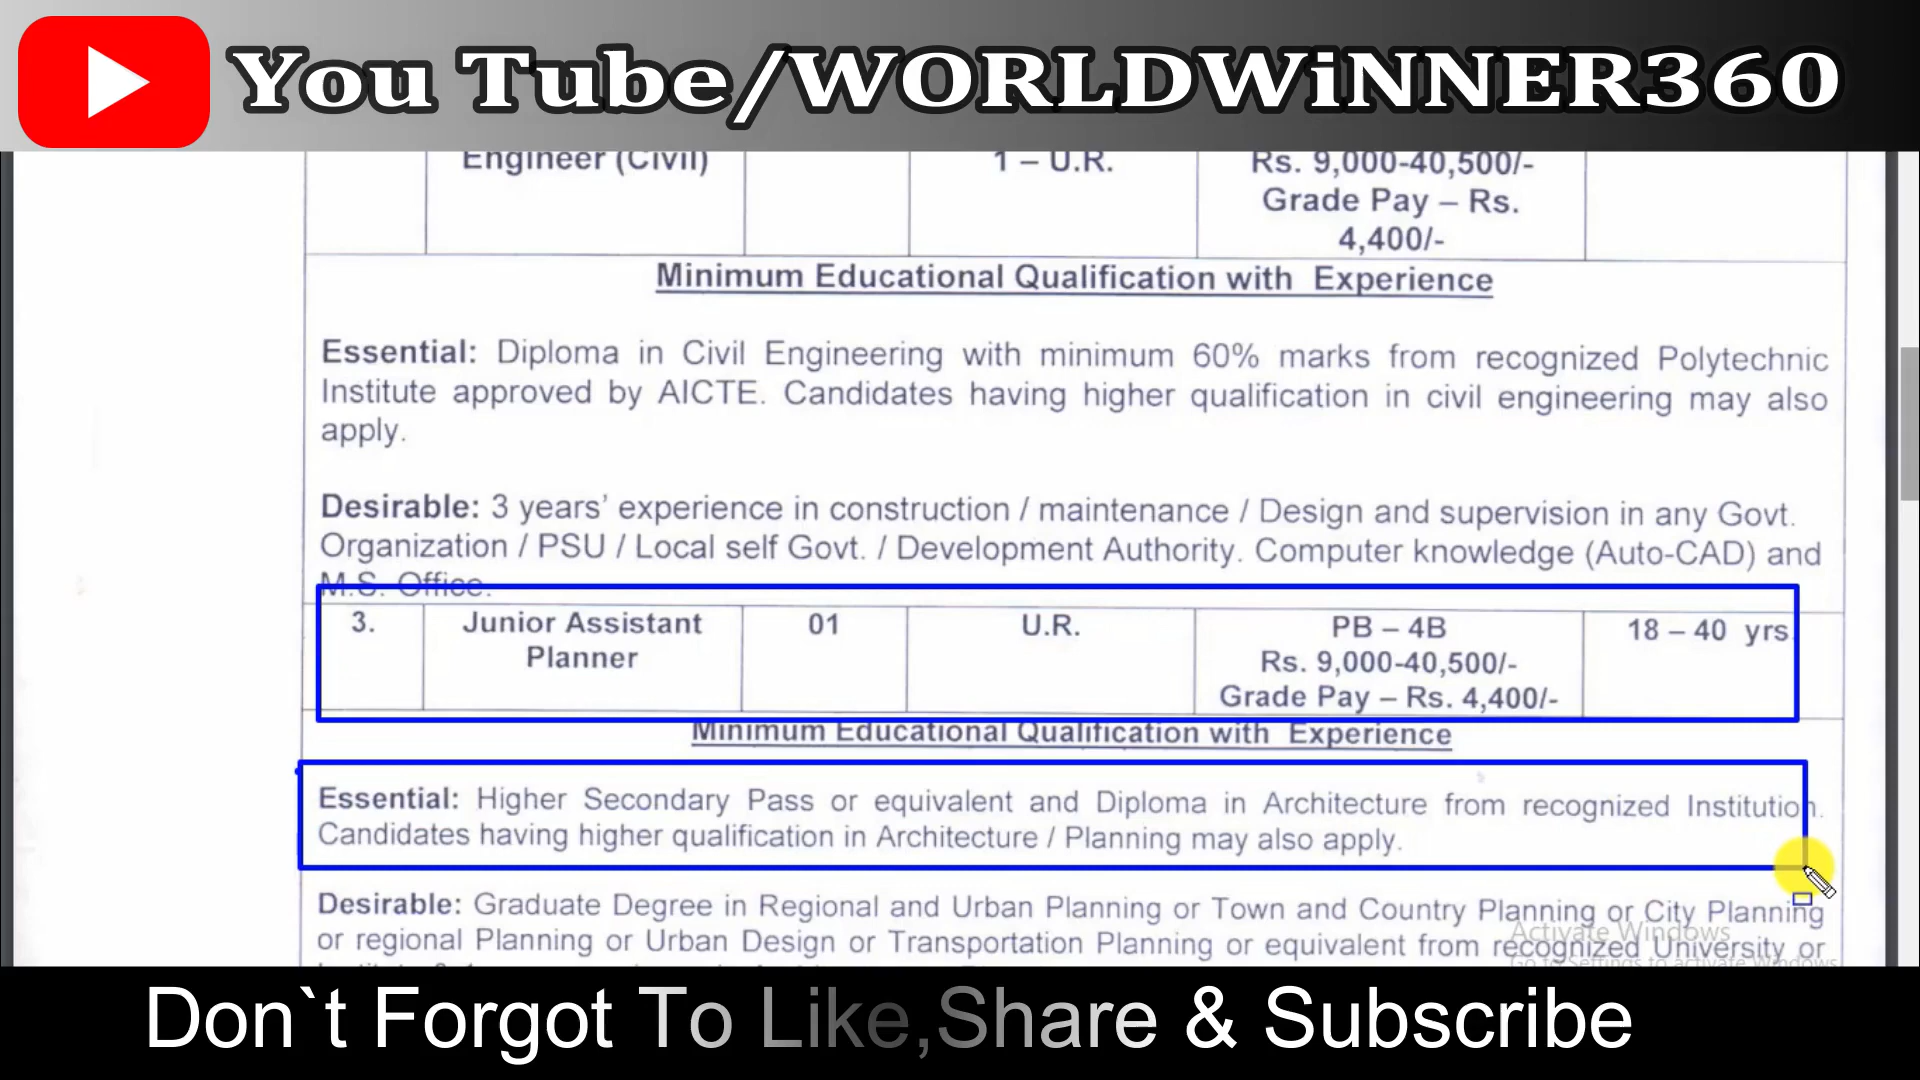 You Tube/WORLDWiNNER360
Engineer (Civil) 1 – U.R. Rs. 9,000-40,500/-
Grade Pay – Rs.
4,400/-
Minimum Educational Qualification with Experience
Essential: Diploma in Civil Engineering with minimum 60% marks from recognized Polytechnic
Institute approved by AICTE. Candidates having higher qualification in civil engineering may also
apply.
Desirable: 3 years’ experience in construction / maintenance / Design and supervision in any Govt.
Organization / PSU / Local self Govt. / Development Authority. Computer knowledge (Auto-CAD) and
M.S. Office.
3. Junior Assistant 01 U.R. PB – 4B 18 – 40 yrs
Planner Rs. 9,000-40,500/-
Grade Pay – Rs. 4,400/-
Minimum Educational Qualification with Experience
Essential: Higher Secondary Pass or equivalent and Diploma in Architecture from recognized Institution.
Candidates having higher qualification in Architecture / Planning may also apply.
Desirable: Graduate Degree in Regional and Urban Planning or Town and Country Planning or City Planning
or regional Planning or Urban Design or Transportation Planning or equivalent from recognized University or
Activate Windows
Go to Settings to activate Windows
Don`t Forgot To Like,Share & Subscribe